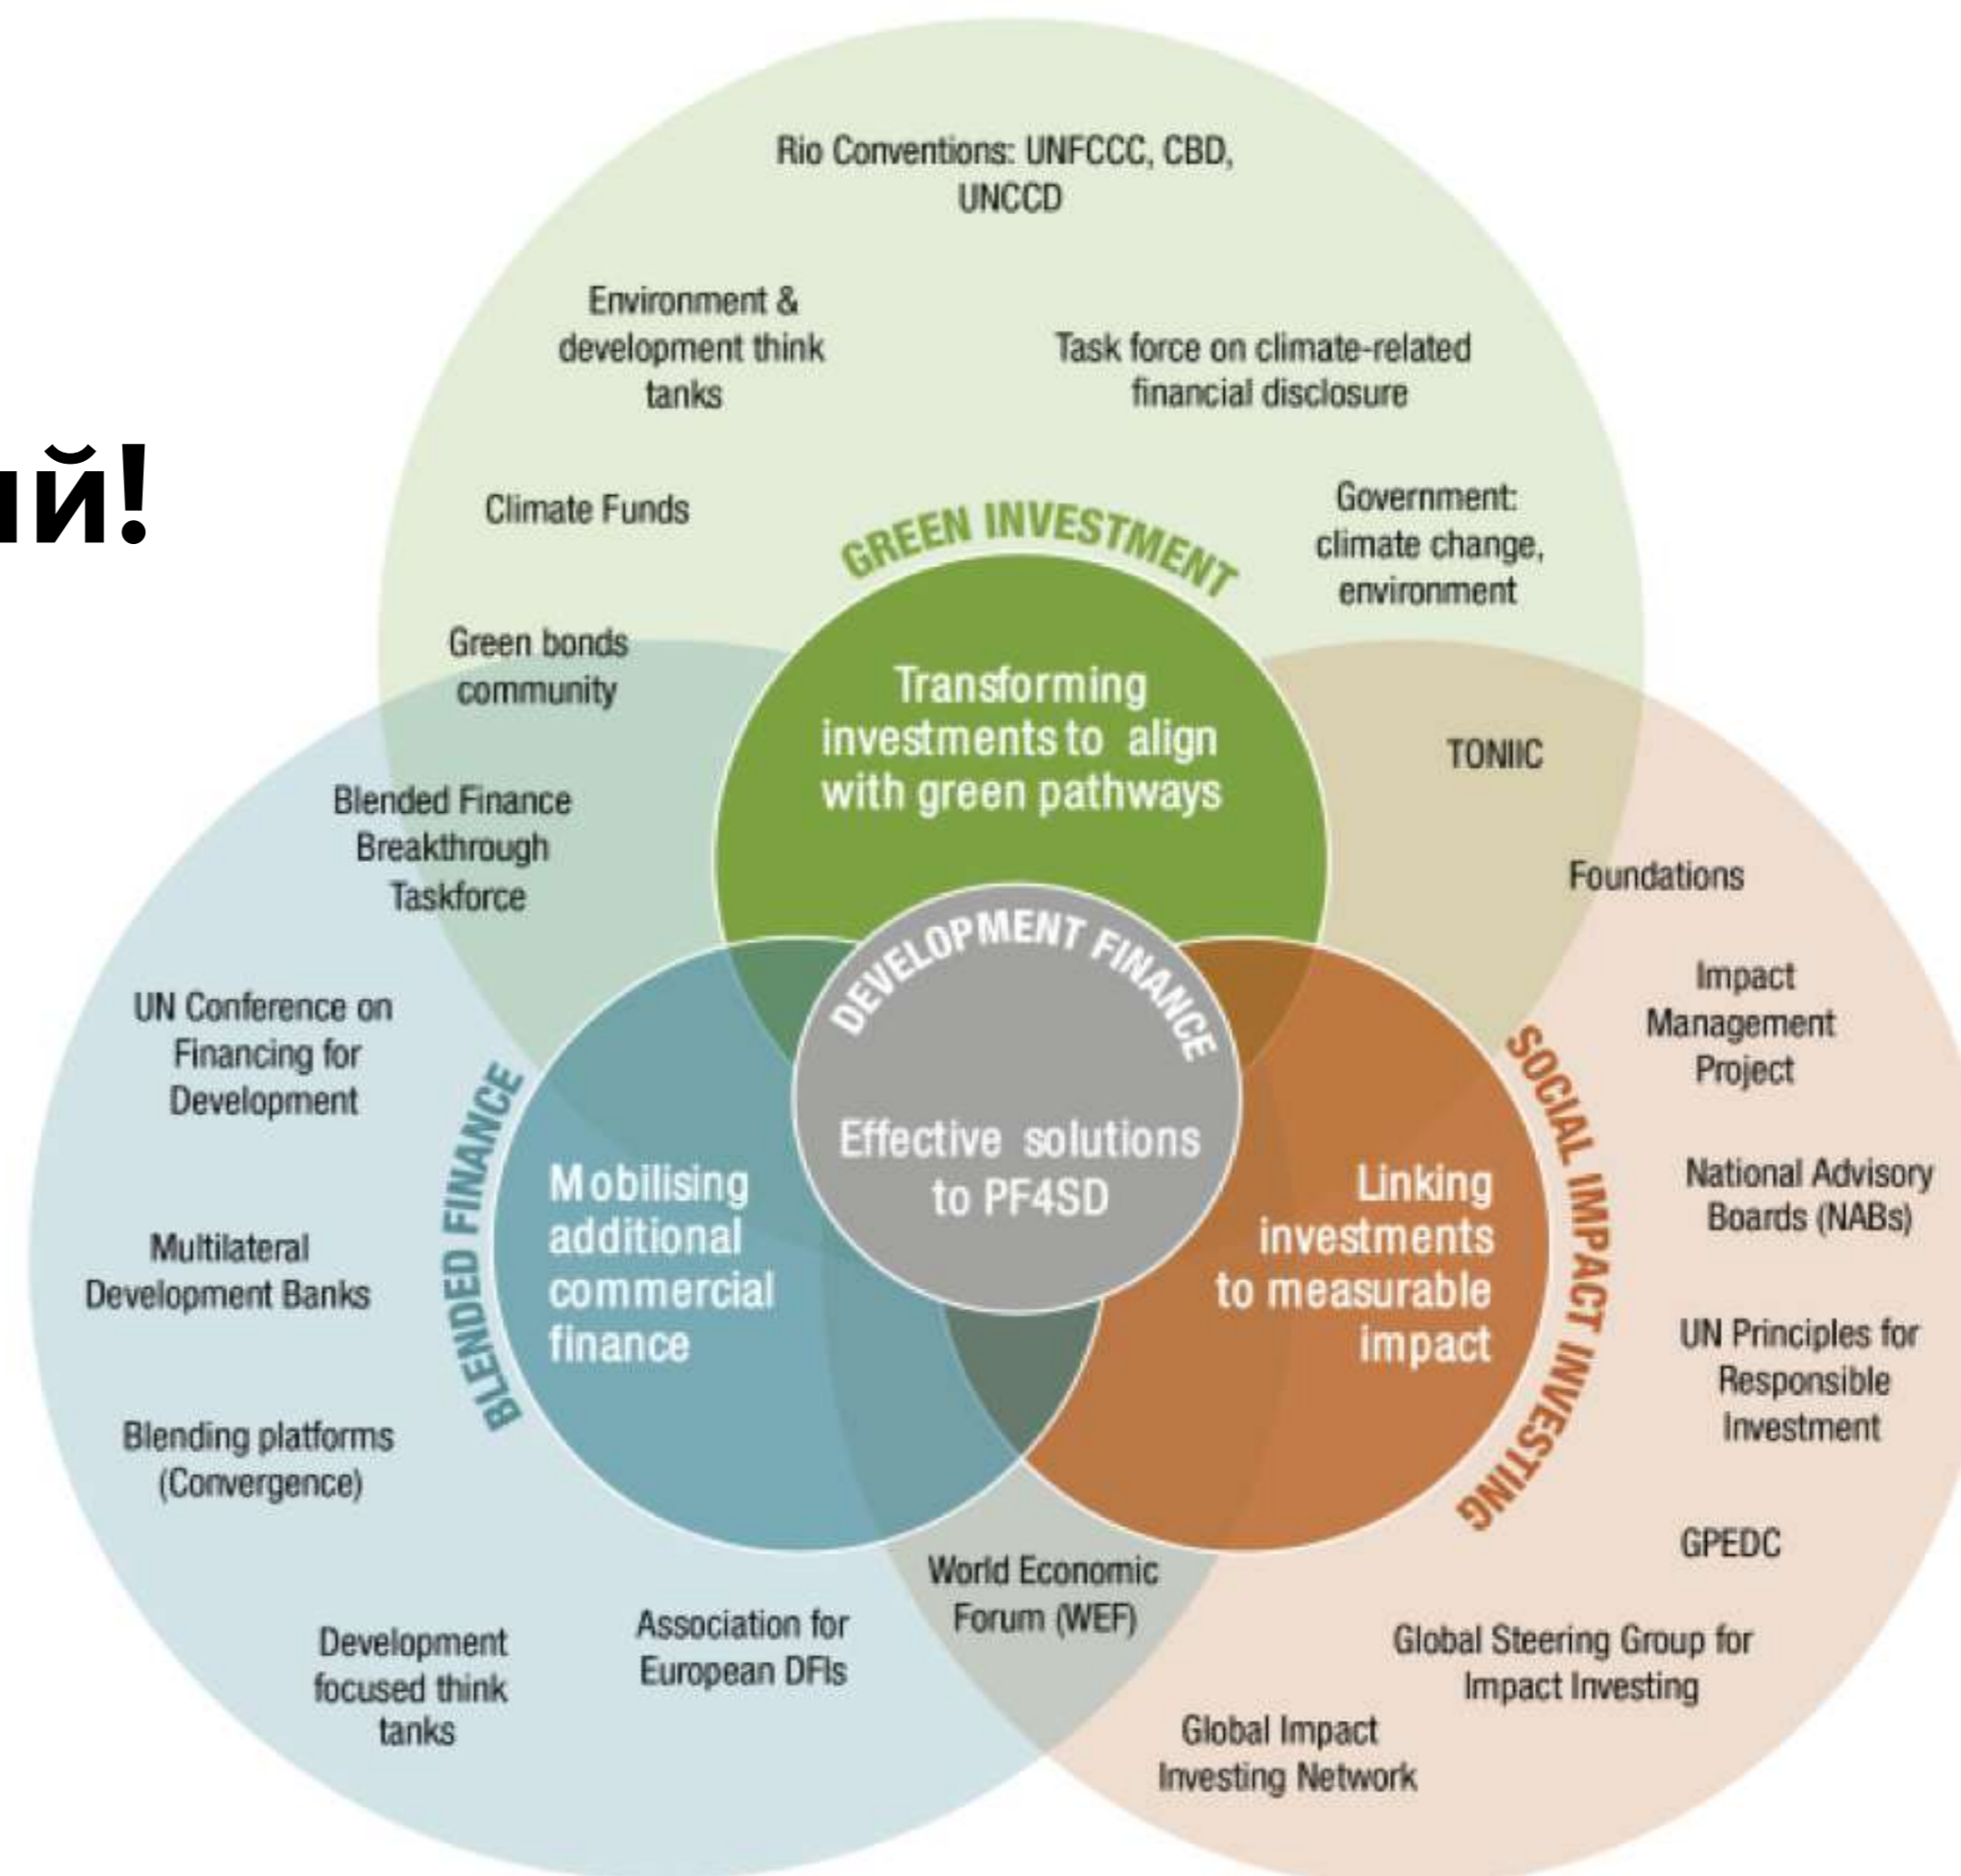 Rio Conventions: UNFCCC, CBD,
UNCCD
Environment &
development think
tanks
Task force on climate-related
financial disclosure
ий!
Climate Funds
Government:
climate change,
environment
GREEN INVESTMENT
Green bonds
community
Transforming
investments to align
with green pathways
TONIIC
Blended Finance
Breakthrough
Taskforce
Foundations
DEVELOPMENT FINANCE
Effective solutions
to PF4SD
UN Conference on
Financing for
Development
Impact
Management
Project
BLENDED FINANCE
Mobilising
additional
commercial
finance
Linking
investments
to measurable
impact
SOCIAL IMPACT INVESTING
National Advisory
Boards (NABs)
Multilateral
Development Banks
UN Principles for
Responsible
Investment
Blending platforms
(Convergence)
GPEDC
World Economic
Forum (WEF)
Association for
European DFIs
Development
focused think
tanks
Global Steering Group for
Impact Investing
Global Impact
Investing Network